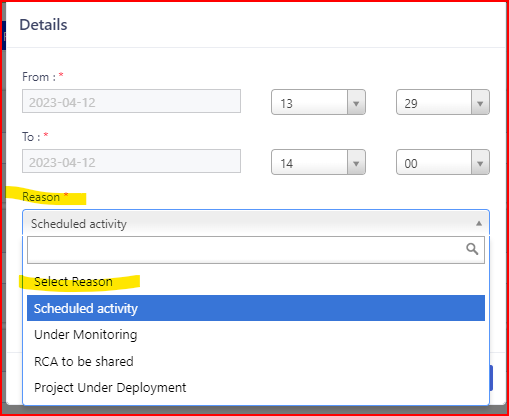 Details
From : *
2023-04-12 13 29
To : *
2023-04-12 14 00
Reason *
Scheduled activity
Select Reason
Scheduled activity
Under Monitoring
RCA to be shared
Project Under Deployment